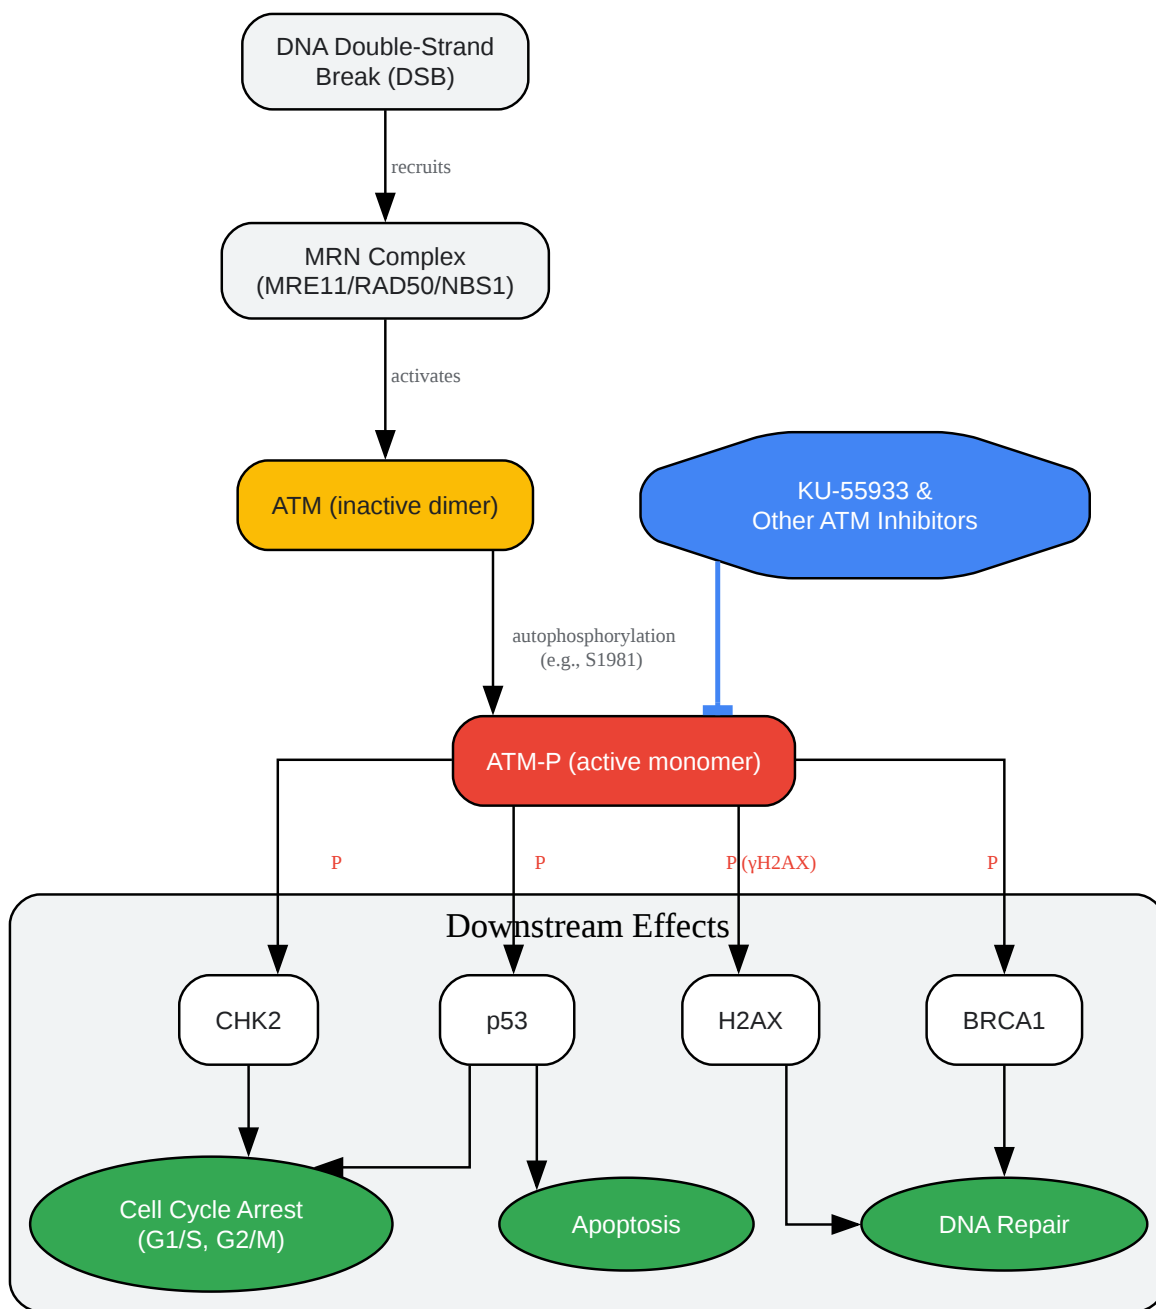 DNA Double-Strand
Break (DSB)
recruits
MRN Complex
(MRE11/RAD50/NBS1)
activates
ATM (inactive dimer)
KU-55933 &
Other ATM Inhibitors
autophosphorylation
(e.g., S1981)
ATM-P (active monomer)
P
P
P (γH2AX)
P
Downstream Effects
CHK2
p53
H2AX
BRCA1
Cell Cycle Arrest
(G1/S, G2/M)
Apoptosis
DNA Repair